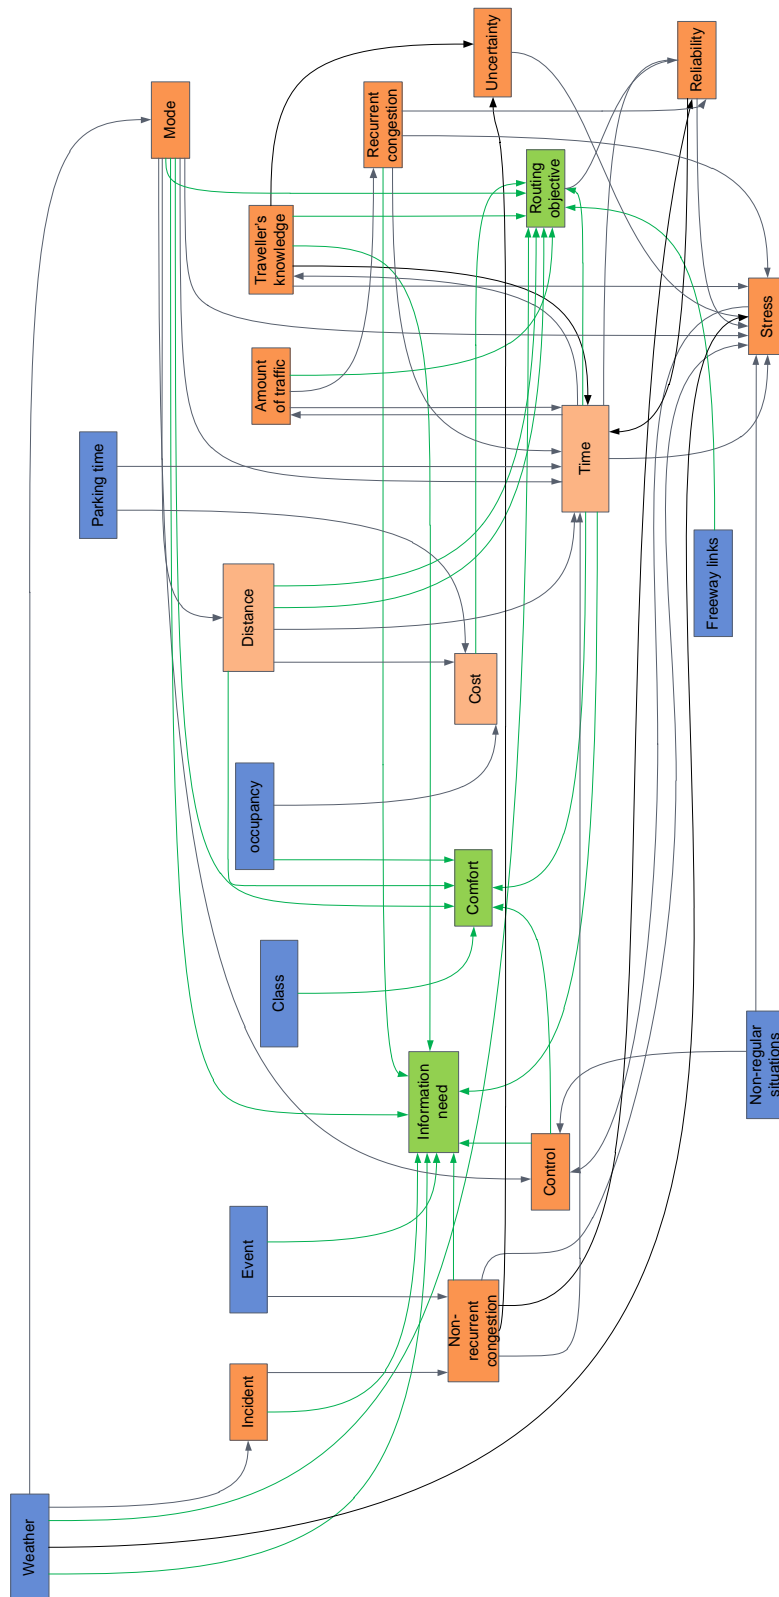 Weather
Incident
Event
Non-
recurrent
congestion
Control
Non-regular
situations
Information
need
Class
Comfort
occupancy
Cost
Distance
Freeway links
Parking time
Time
Amount
of traffic
Traveller's
knowledge
Stress
Routing
objective
Recurrent
congestion
Mode
Uncertainty
Reliability